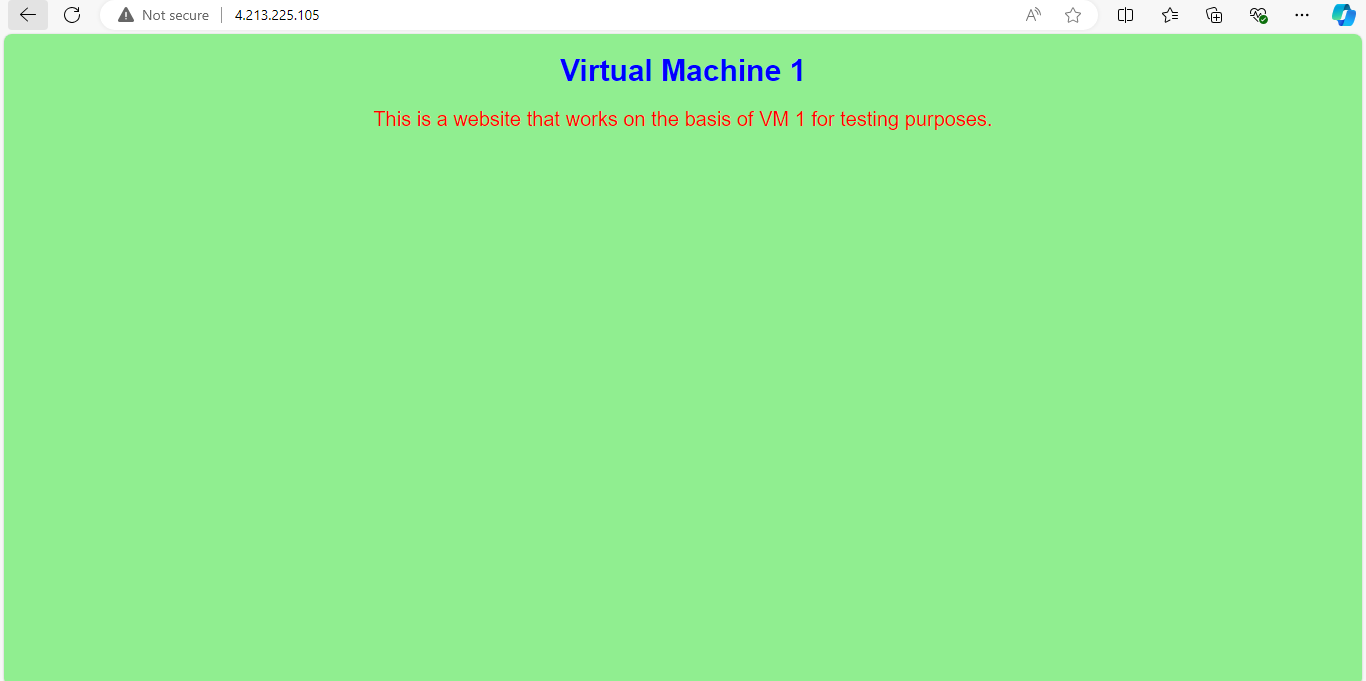 Not secure
4.213.225.105
Virtual Machine 1
This is a website that works on the basis of VM 1 for testing purposes.